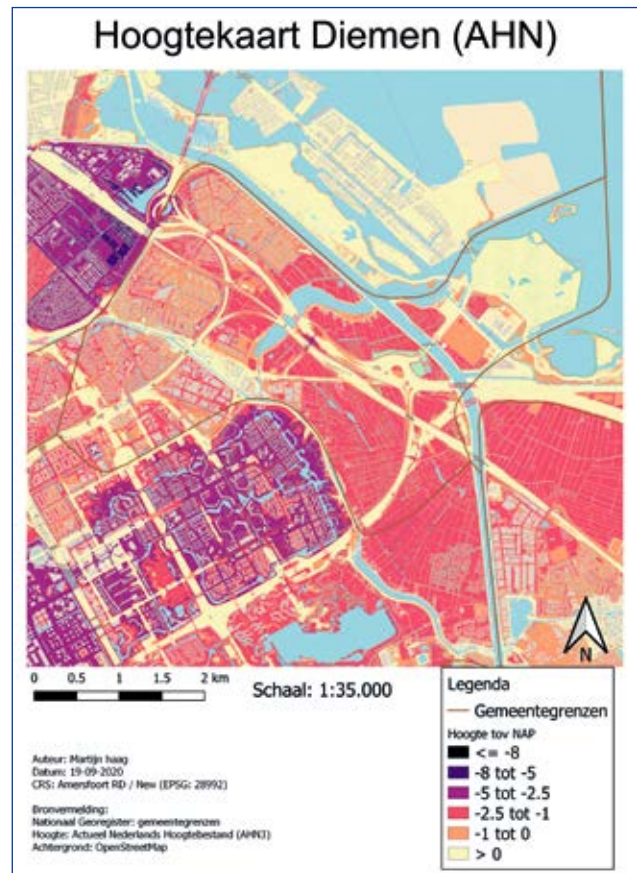 Hoogtekaart Diemen (AHN)
N
0 0.5 1 1.5 2 km
Schaal: 1:35.000
Legenda
Gemeentegrenzen
Hoogte tov NAP
<= -8
-8 tot -5
-5 tot -2.5
-2.5 tot -1
-1 tot 0
> 0
Auteur: Martijn haag
Datum: 19-09-2020
CRS: Amersfoort RD / New (EPSG: 28992)
Bronvermelding:
Nationaal Georegister: gemeentegrenzen
Hoogte: Actueel Nederlands Hoogtebestand (AHN3)
Achtergrond: OpenStreetMap